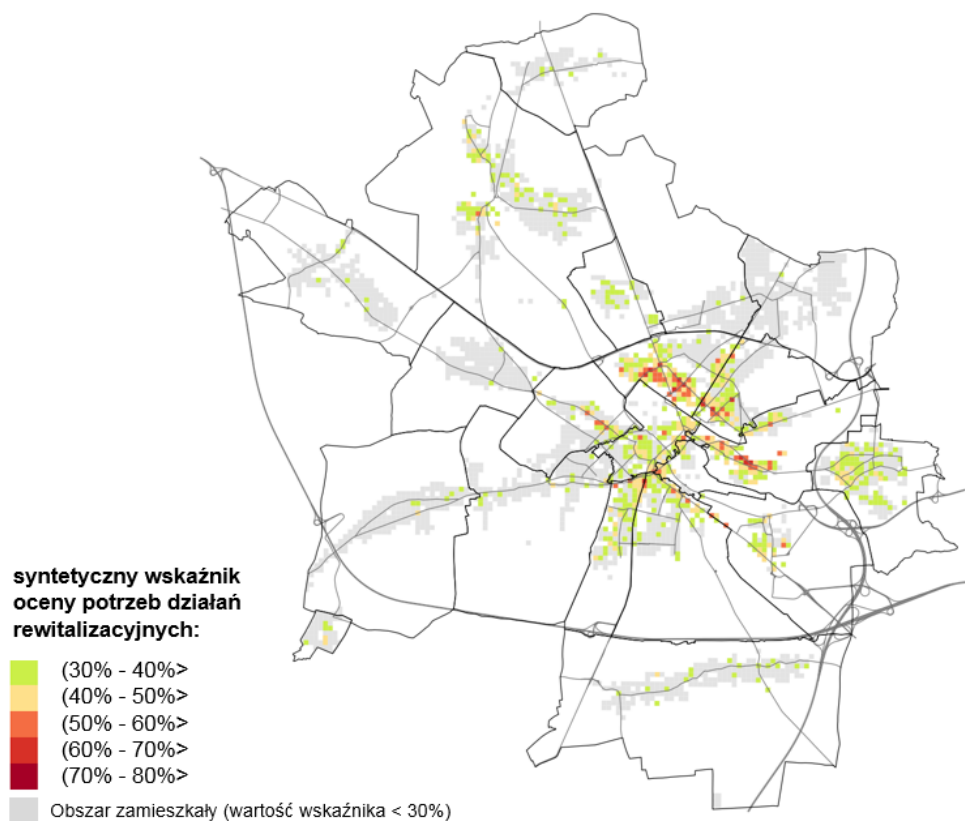 syntetyczny wskaźnik
oceny potrzeb działań
rewitalizacyjnych:
(30% - 40%>
(40% - 50%>
(50% - 60%>
(60% - 70%>
(70% - 80%>
Obszar zamieszkały (wartość wskaźnika < 30%)